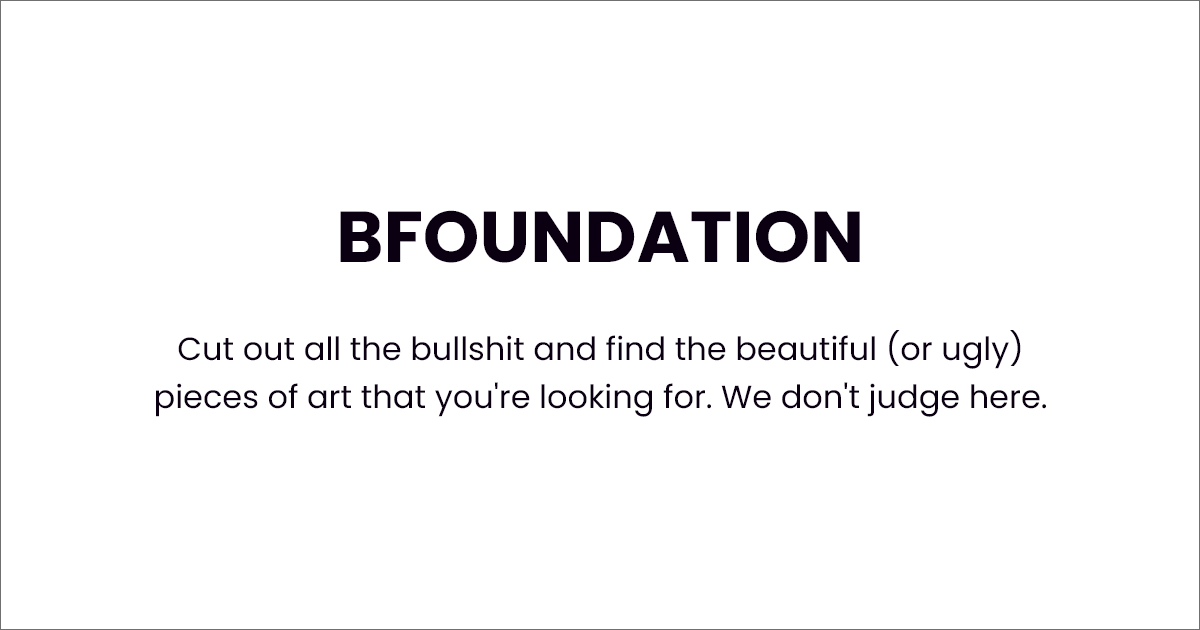 BFOUNDATION
Cut out all the bullshit and find the beautiful (or ugly)
pieces of art that you're looking for. We don't judge here.